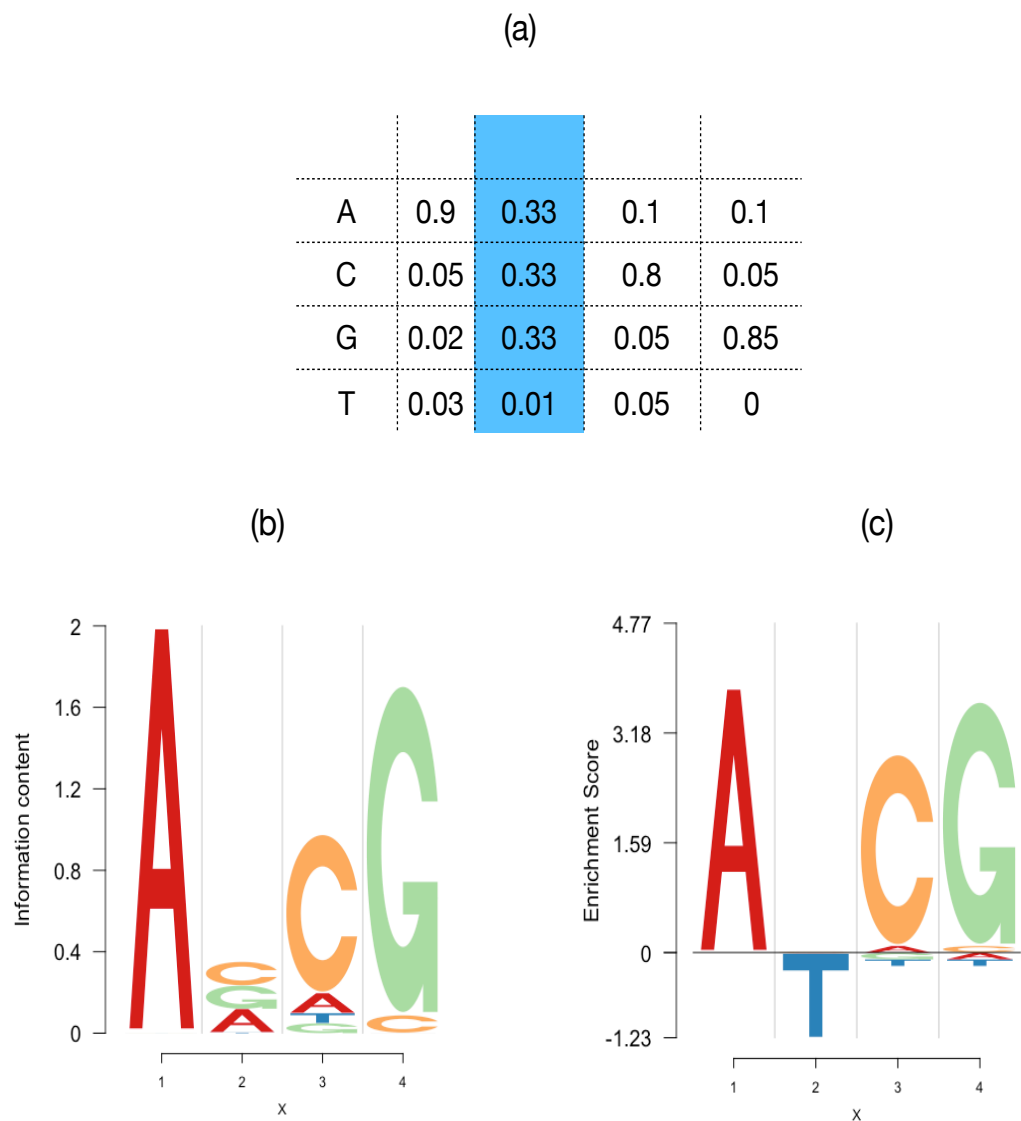 (a)
A 0.9 0.33 0.1 0.1
C 0.05 0.33 0.8 0.05
G 0.02 0.33 0.05 0.85
T 0.03 0.01 0.05 0
(b)
Information content
2
1.6
1.2
0.8
0.4
0
A
C
G
A
C
A
T
G
G
C
1 2 3 4
X
(c)
Enrichment Score
4.77
3.18
1.59
0
-1.23
A
T
C
A
G
T
G
C
A
T
1 2 3 4
X